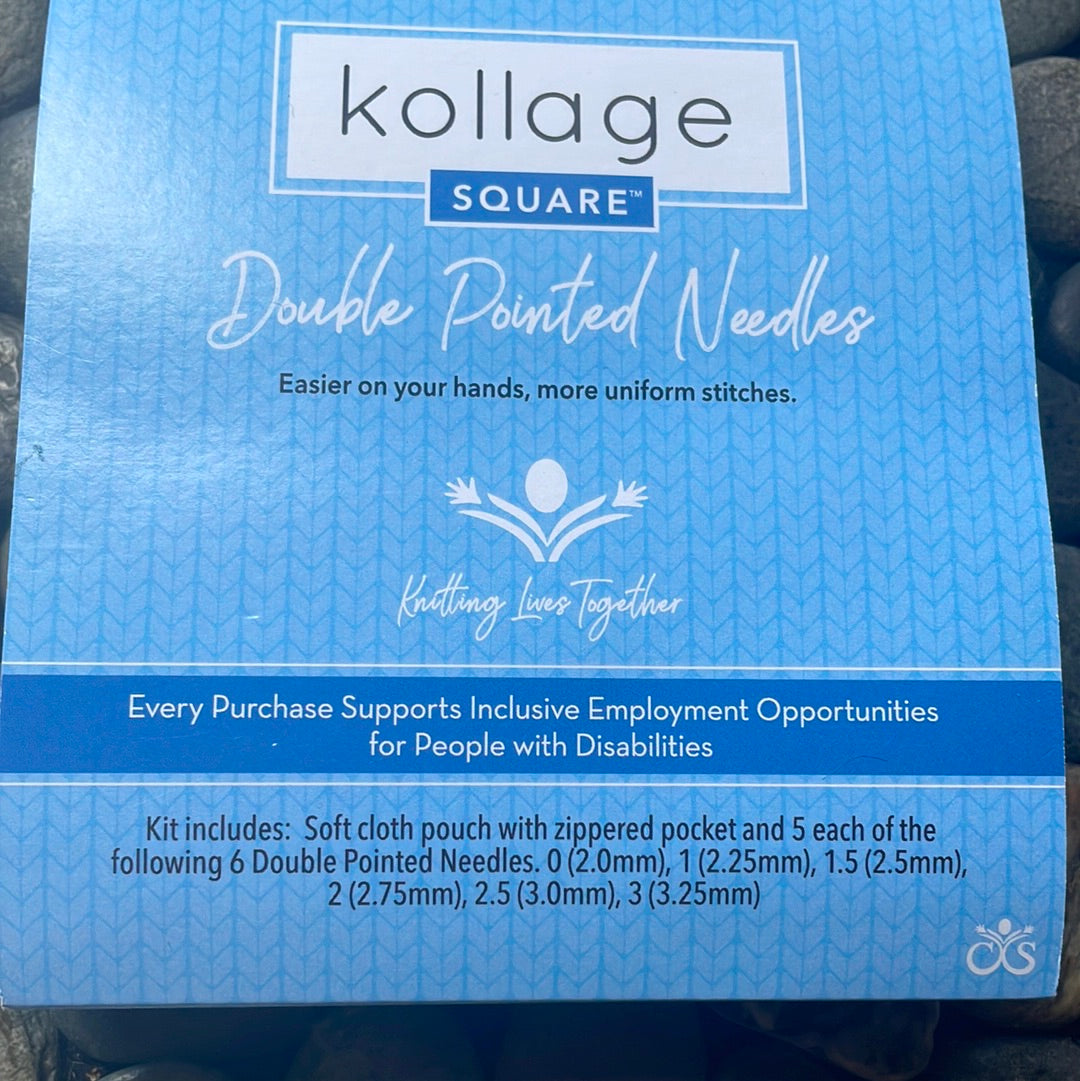 kollage
SQUARE™
Double Pointed Needles
Easier on your hands, more uniform stitches.
Knitting Lives Together
Every Purchase Supports Inclusive Employment Opportunities
for People with Disabilities
Kit includes: Soft cloth pouch with zippered pocket and 5 each of the
following 6 Double Pointed Needles. 0 (2.0mm), 1 (2.25mm), 1.5 (2.5mm),
2 (2.75mm), 2.5 (3.0mm), 3 (3.25mm)